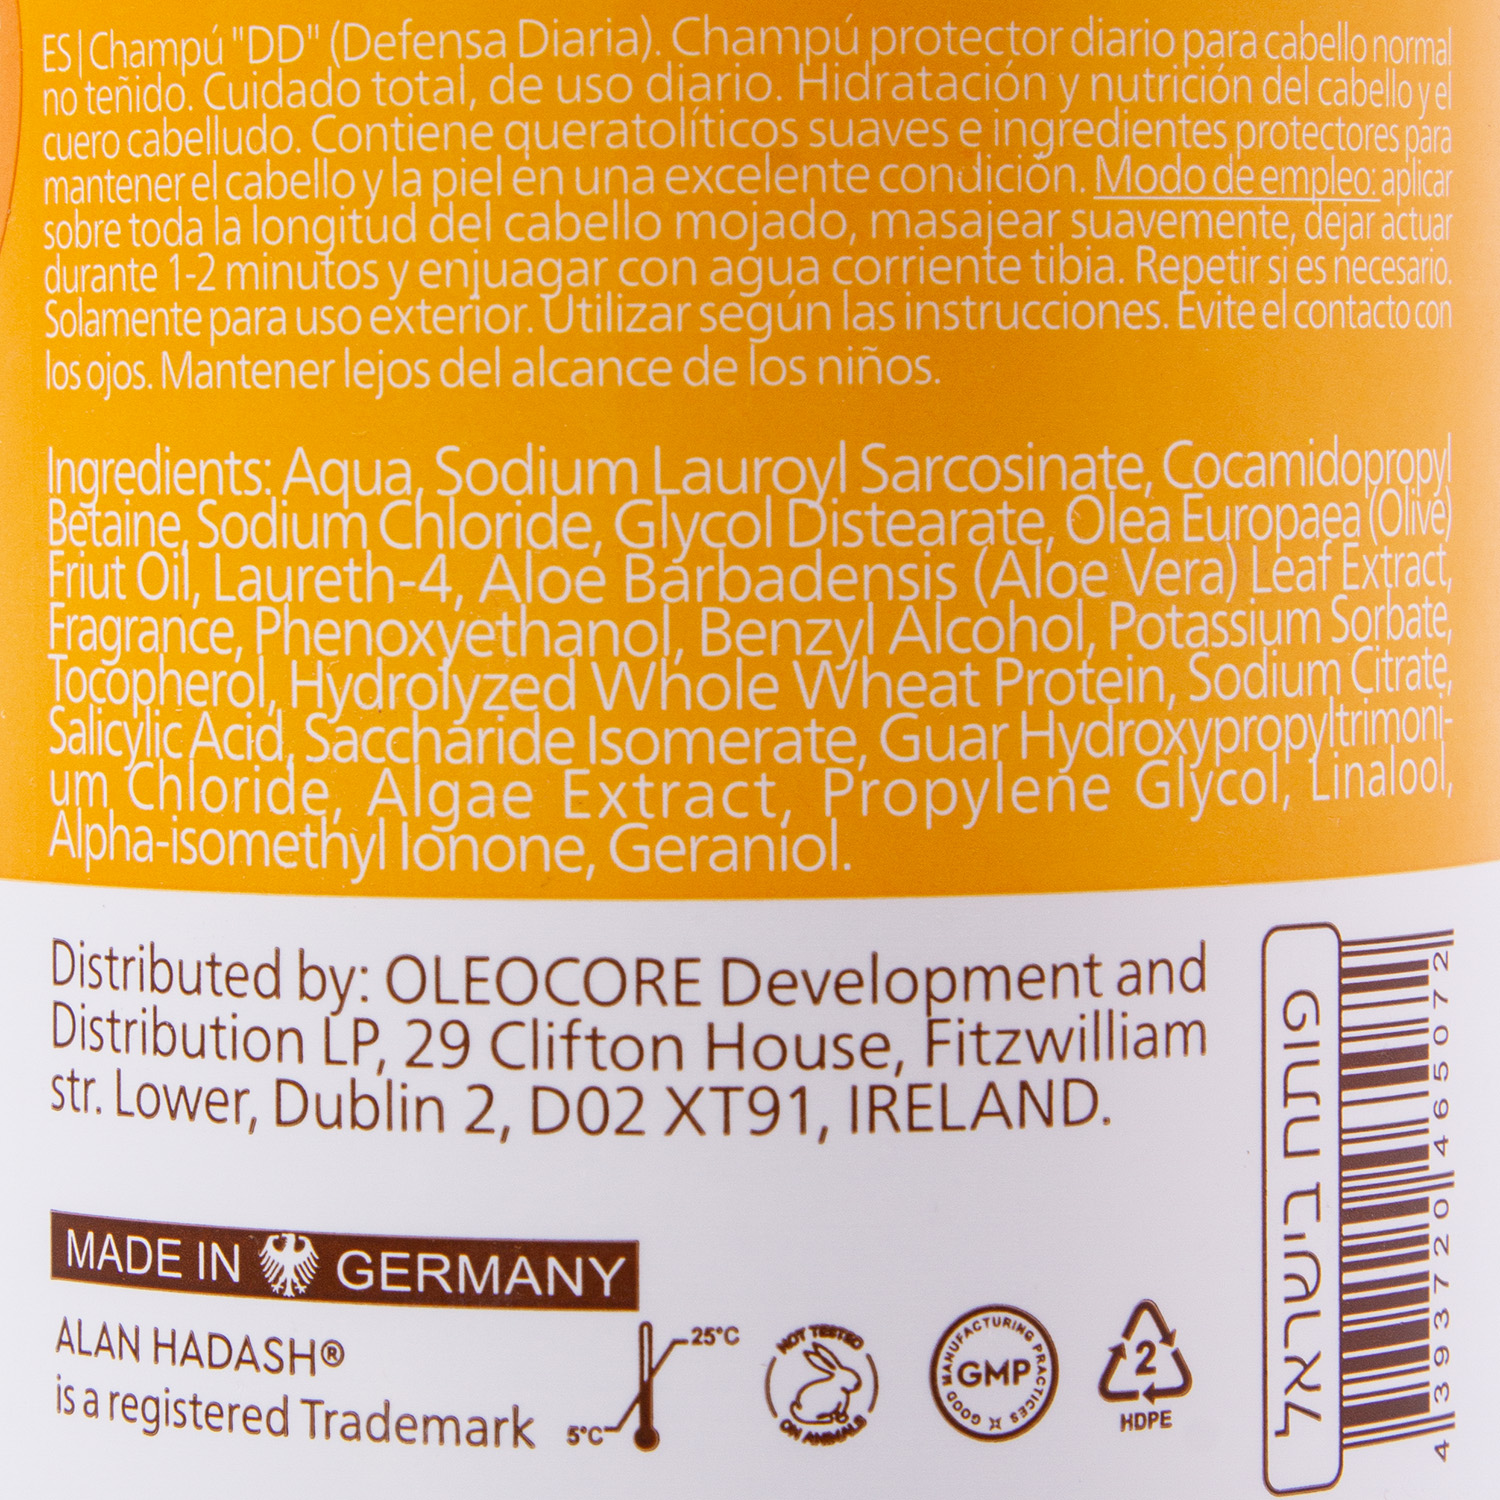 ES|Champú "DD" (Defensa Diaria). Champú protector diario para cabello normal
no teñido. Cuidado total, de uso diario. Hidratación y nutrición del cabello y el
cuero cabelludo. Contiene queratolíticos suaves e ingredientes protectores para
mantener el cabello y la piel en una excelente condición. Modo de empleo: aplicar
sobre toda la longitud del cabello mojado, masajear suavemente, dejar actuar
durante 1-2 minutos y enjuagar con agua corriente tibia. Repetir si es necesario.
Solamente para uso exterior. Utilizar según las instrucciones. Evite el contacto con
los ojos. Mantener lejos del alcance de los niños.
Ingredients: Aqua, Sodium Lauroyl Sarcosinate, Cocamidopropyl
Betaine, Sodium Chloride, Glycol Distearate, Olea Europaea (Olive)
Friut Oil, Laureth-4, Aloe Barbadensis (Aloe Vera) Leaf Extract,
Fragrance, Phenoxyethanol, Benzyl Alcohol, Potassium Sorbate,
Tocopherol, Hydrolyzed Whole Wheat Protein, Sodium Citrate,
Salicylic Acid, Saccharide Isomerate, Guar Hydroxypropyltrimoni-
um Chloride, Algae Extract, Propylene Glycol, Linalool,
Alpha-isomethyl Ionone, Geraniol.
Distributed by: OLEOCORE Development and
Distribution LP, 29 Clifton House, Fitzwilliam
str. Lower, Dublin 2, D02 XT91, IRELAND.
MADE IN GERMANY
ALAN HADASH®
is a registered Trademark
25°C
5°C
NOT TESTED
ON ANIMALS
GOOD MANUFACTURING PRACTICES
GMP
2
HDPE
פותח בישראל
4 393720 465072